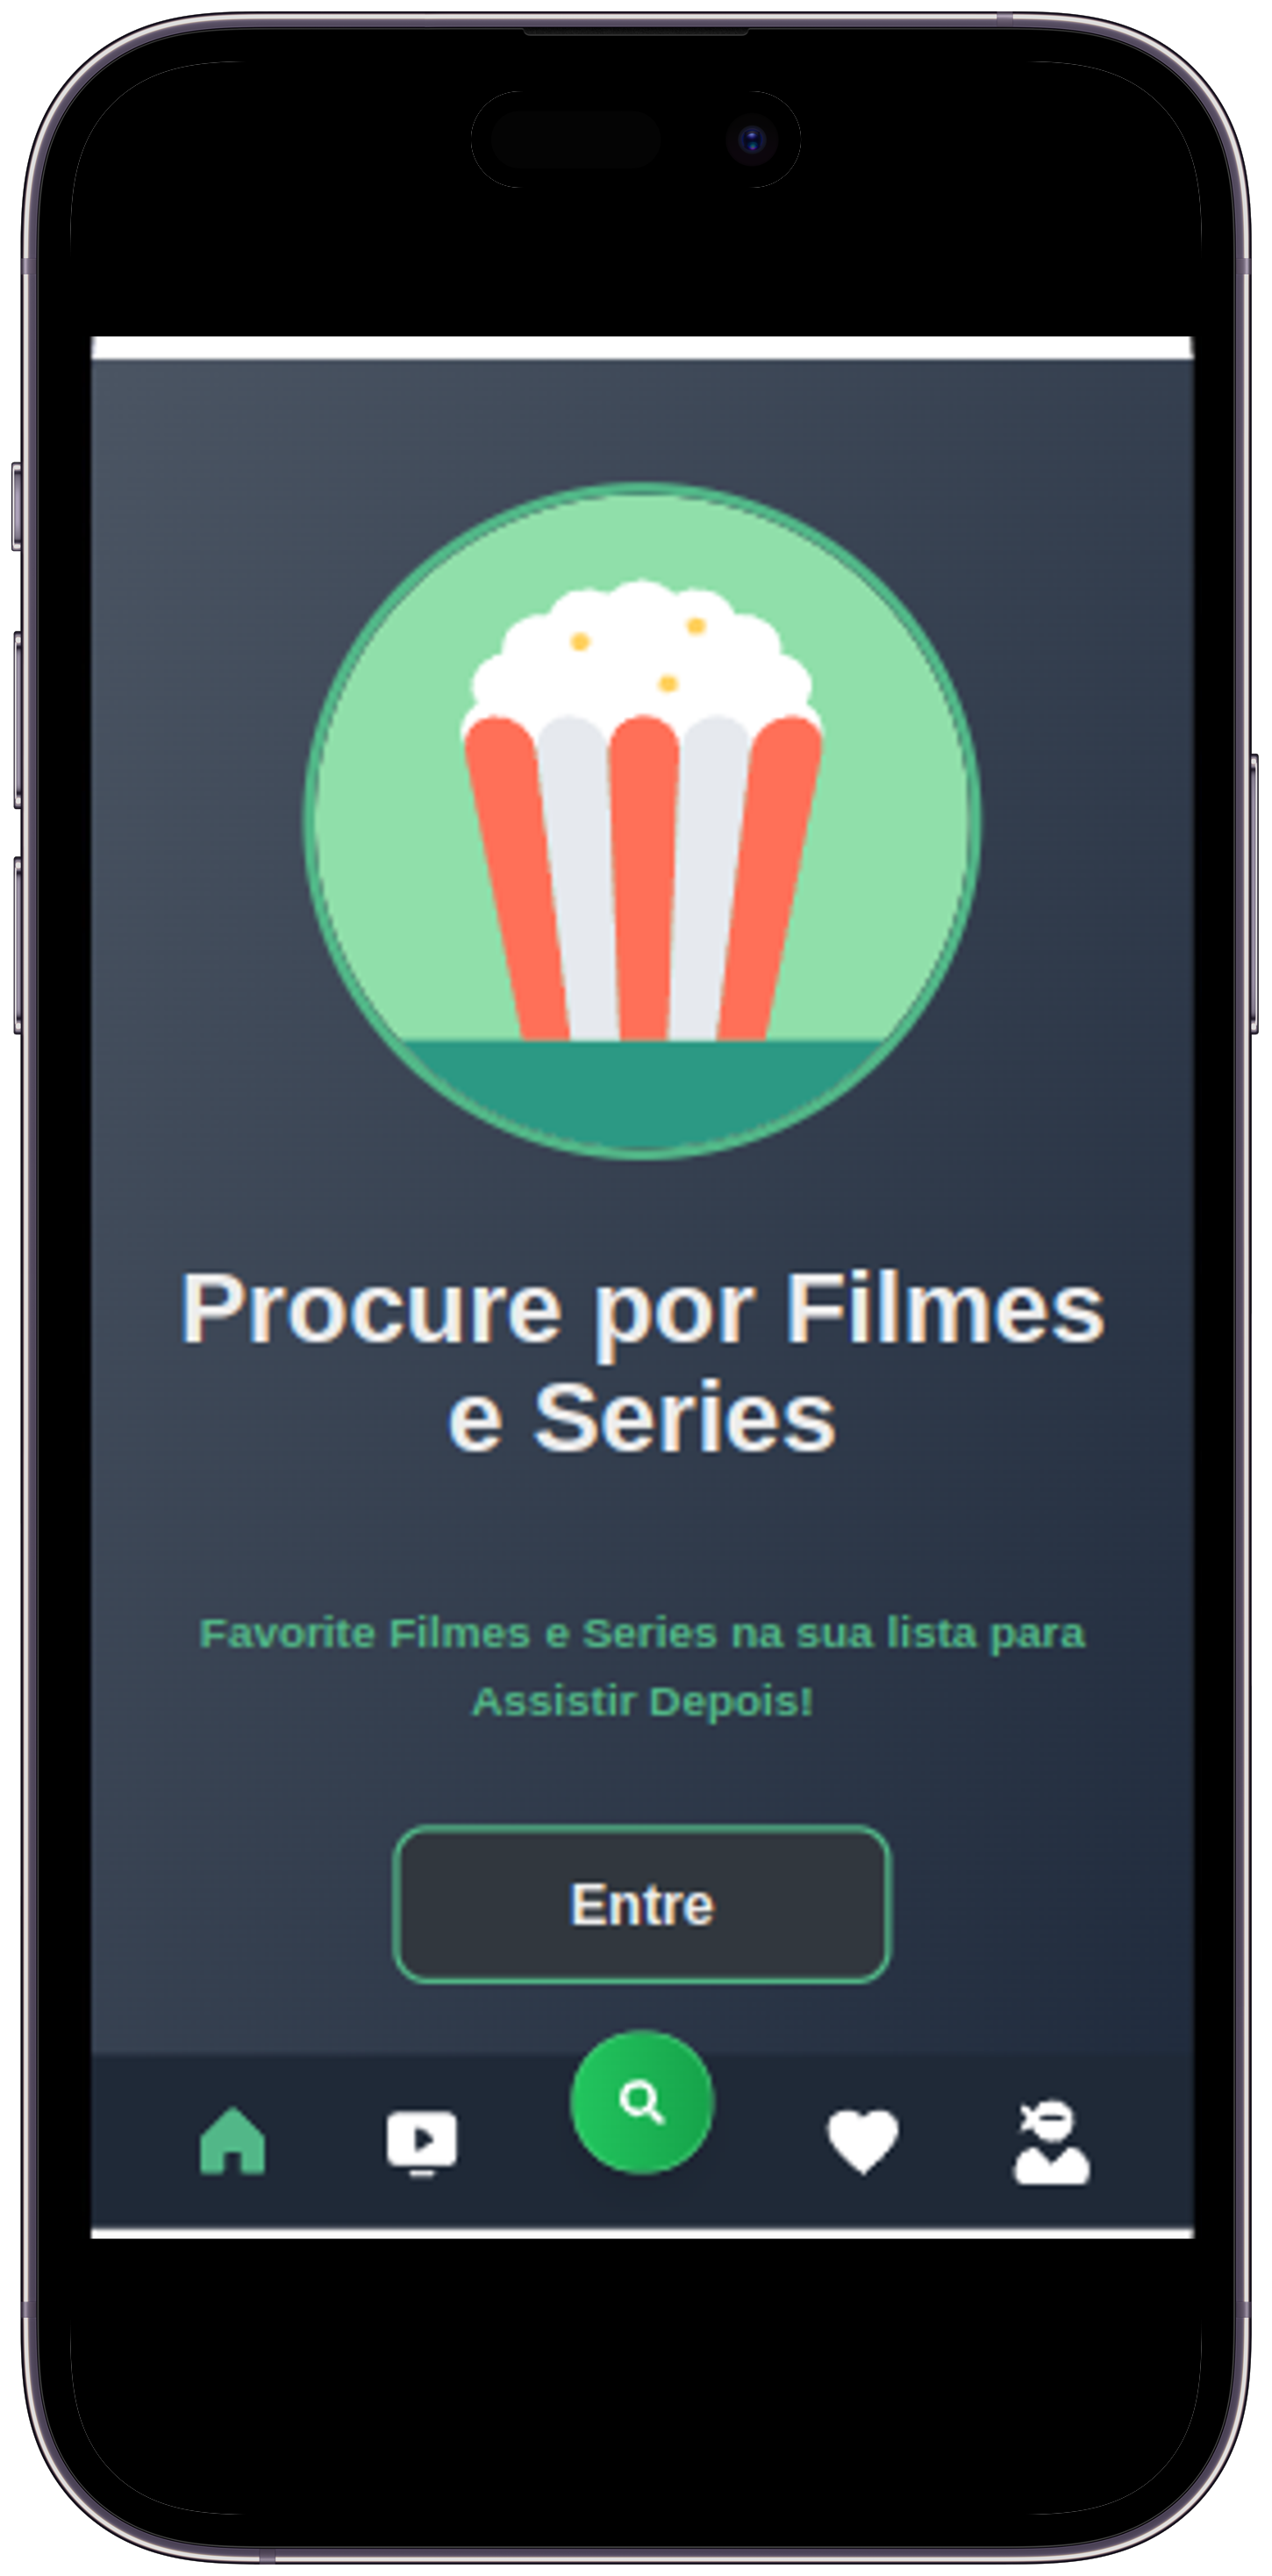 Procure por Filmes
e Series
Favorite Filmes e Series na sua lista para
Assistir Depois!
Entre